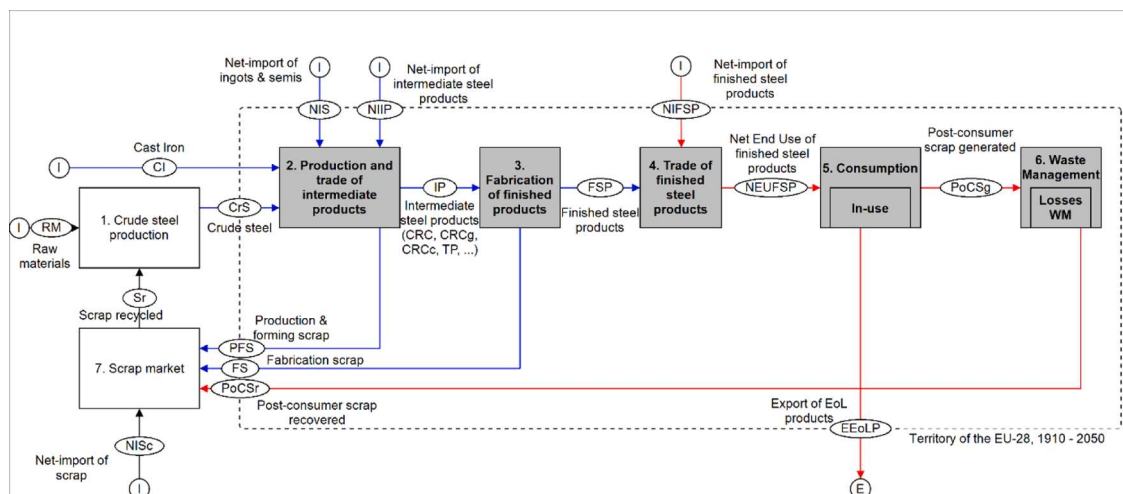 Net-import of
ingots & semis
I
I
Net-import of
intermediate steel
products
I
Net-import of
finished steel
products
NIS
NIIP
NIFSP
Cast Iron
I
CI
2. Production and
trade of
intermediate
products
3.
Fabrication
of finished
products
4. Trade of
finished
steel
products
Net End Use of
finished steel
products
5. Consumption
In-use
Post-consumer
scrap generated
6. Waste
Management
Losses
WM
IP
FSP
NEUFSP
PoCSg
Intermediate
steel products
(CRC, CRCg,
CRCc, TP, ...)
Finished steel
products
CrS
Crude steel
1. Crude steel
production
I
RM
Raw
materials
Sr
Scrap recycled
7. Scrap market
Production &
forming scrap
PFS
FS
Fabrication scrap
PoCSr
Post-consumer scrap
recovered
Export of EoL
products
EEoLP
Territory of the EU-28, 1910 - 2050
NISc
Net-import of
scrap
I
E